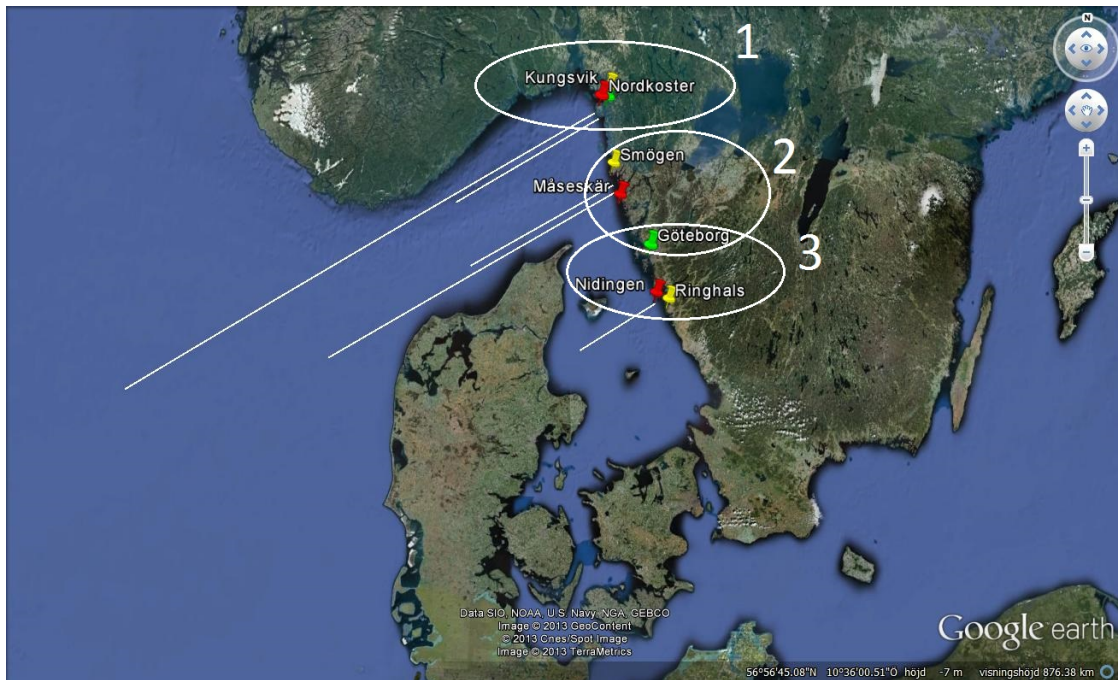 N
1
Kungsvik
Nordkoster
2
Smögen
Måseskär
3
Göteborg
Nidingen
Ringhals
Data SIO, NOAA, U.S. Navy, NGA, GEBCO
Image © 2013 GeoContent
© 2013 Cnes/Spot Image
Image © 2013 TerraMetrics
Google earth
56°56'45.08"N 10°36'00.51"Ö höjd -7 m visningshöjd 876.38 km